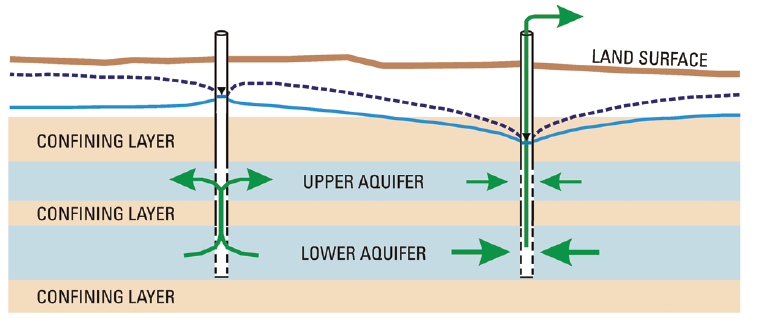 LAND SURFACE
CONFINING LAYER
UPPER AQUIFER
CONFINING LAYER
LOWER AQUIFER
CONFINING LAYER